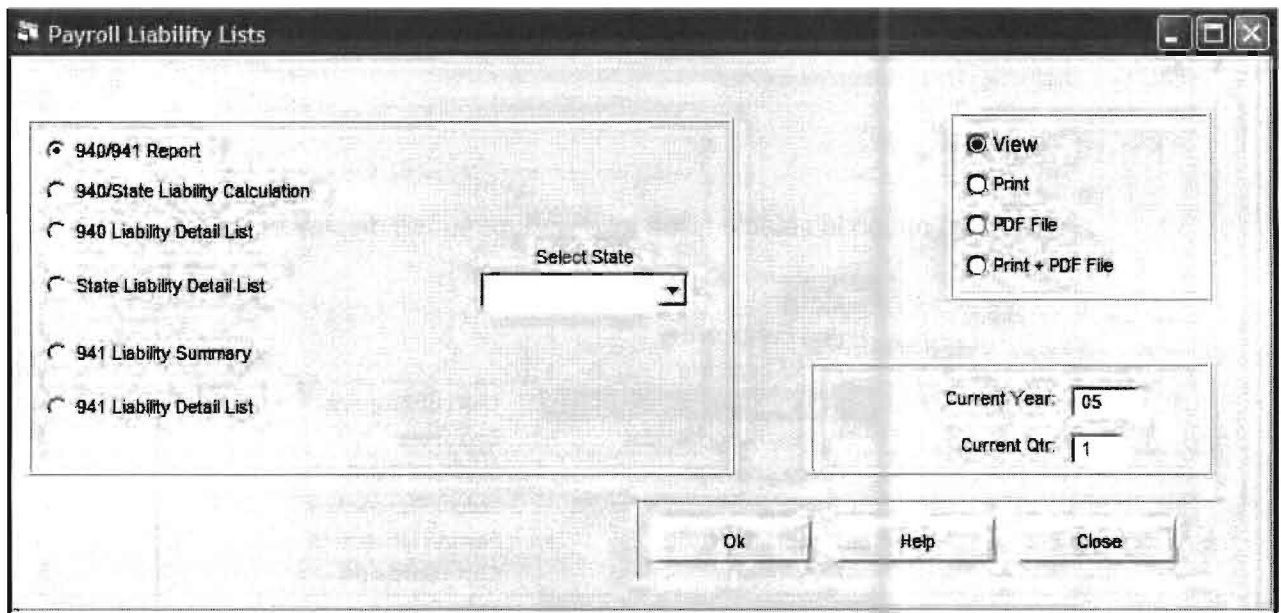 Payroll Liability Lists
940/941 Report
940/State Liability Calculation
940 Liability Detail List
State Liability Detail List
941 Liability Summary
941 Liability Detail List
Select State
View
Print
PDF File
Print + PDF File
Current Year: 05
Current Qtr: 1
Ok
Help
Close